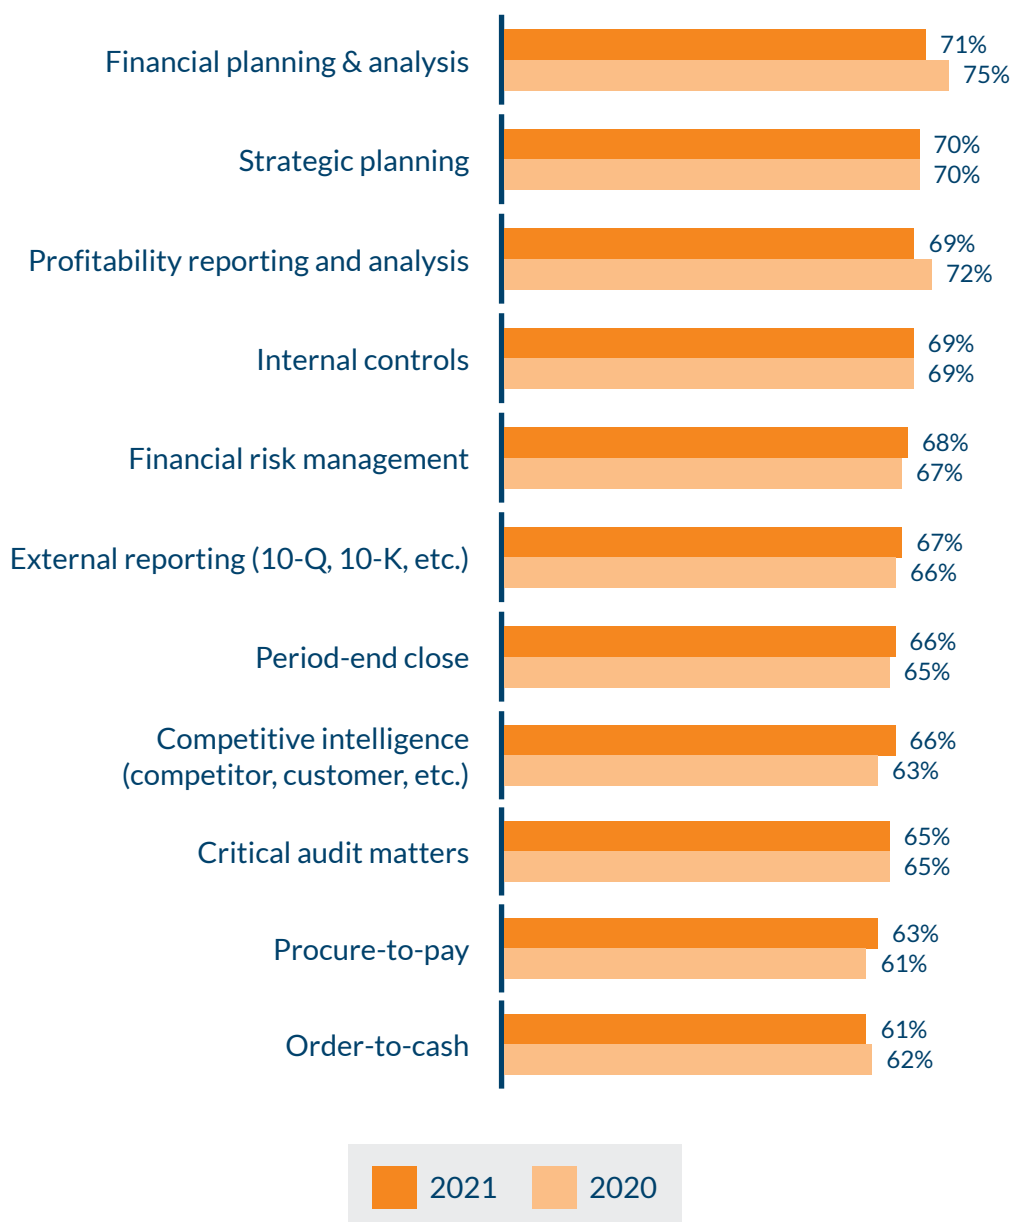 Financial planning & analysis
71%
75%
Strategic planning
70%
70%
Profitability reporting and analysis
69%
72%
Internal controls
69%
69%
Financial risk management
68%
67%
External reporting (10-Q, 10-K, etc.)
67%
66%
Period-end close
66%
65%
Competitive intelligence
(competitor, customer, etc.)
66%
63%
Critical audit matters
65%
65%
Procure-to-pay
63%
61%
Order-to-cash
61%
62%
2021 2020